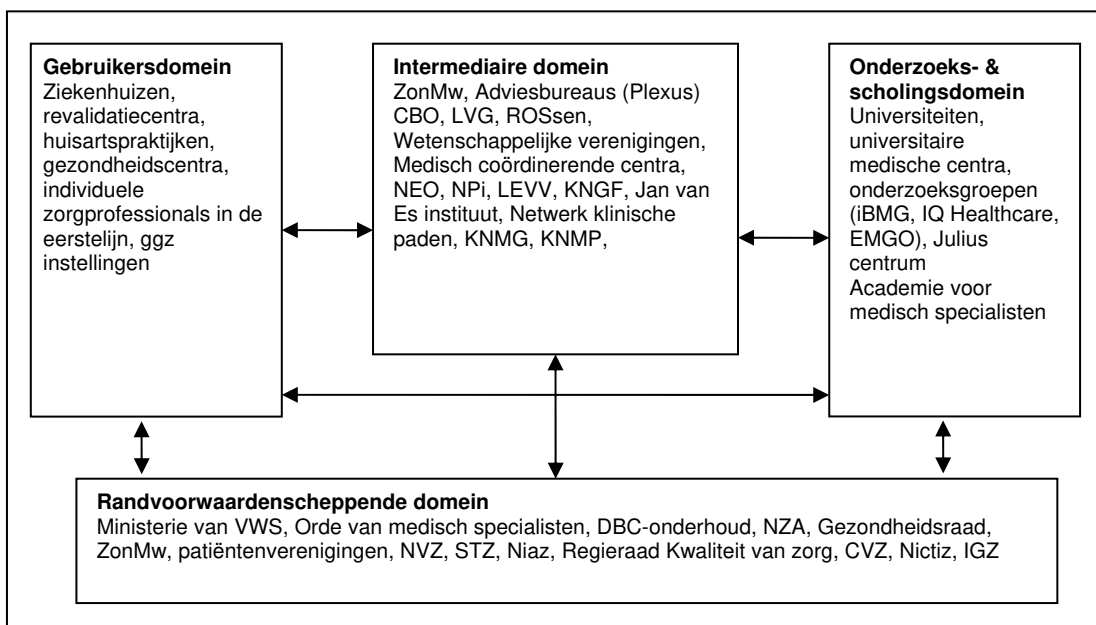 Gebruikersdomein
Ziekenhuizen,
revalidatiecentra,
huisartspraktijken,
gezondheidscentra,
individuele
zorgprofessionals in de
eerstelijn, ggz
instellingen
Intermediaire domein
ZonMw, Adviesbureaus (Plexus)
CBO, LVG, ROSsen,
Wetenschappelijke verenigingen,
Medisch coördinerende centra,
NEO, NPi, LEVV, KNGF, Jan van
Es instituut, Netwerk klinische
paden, KNMG, KNMP,
Onderzoeks- &
scholingsdomein
Universiteiten,
universitaire
medische centra,
onderzoeksgroepen
(iBMG, IQ Healthcare,
EMGO), Julius
centrum
Academie voor
medisch specialisten
Randvoorwaardenscheppende domein
Ministerie van VWS, Orde van medisch specialisten, DBC-onderhoud, NZA, Gezondheidsraad,
ZonMw, patiëntenverenigingen, NVZ, STZ, Niaz, Regieraad Kwaliteit van zorg, CVZ, Nictiz, IGZ